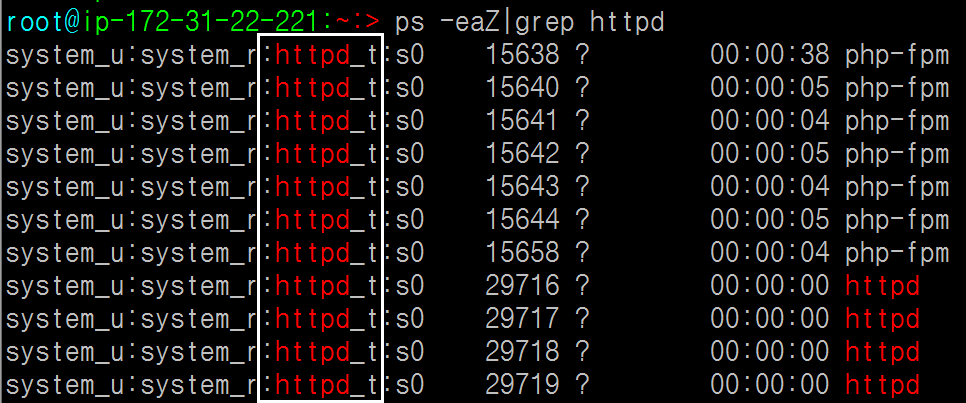 root@ip-172-31-22-221:~:> ps -eaZ|grep httpd
system_u:system_r:httpd_t:s0    15638 ?        00:00:38 php-fpm
system_u:system_r:httpd_t:s0    15640 ?        00:00:05 php-fpm
system_u:system_r:httpd_t:s0    15641 ?        00:00:04 php-fpm
system_u:system_r:httpd_t:s0    15642 ?        00:00:05 php-fpm
system_u:system_r:httpd_t:s0    15643 ?        00:00:04 php-fpm
system_u:system_r:httpd_t:s0    15644 ?        00:00:05 php-fpm
system_u:system_r:httpd_t:s0    15658 ?        00:00:04 php-fpm
system_u:system_r:httpd_t:s0    29716 ?        00:00:00 httpd
system_u:system_r:httpd_t:s0    29717 ?        00:00:00 httpd
system_u:system_r:httpd_t:s0    29718 ?        00:00:00 httpd
system_u:system_r:httpd_t:s0    29719 ?        00:00:00 httpd